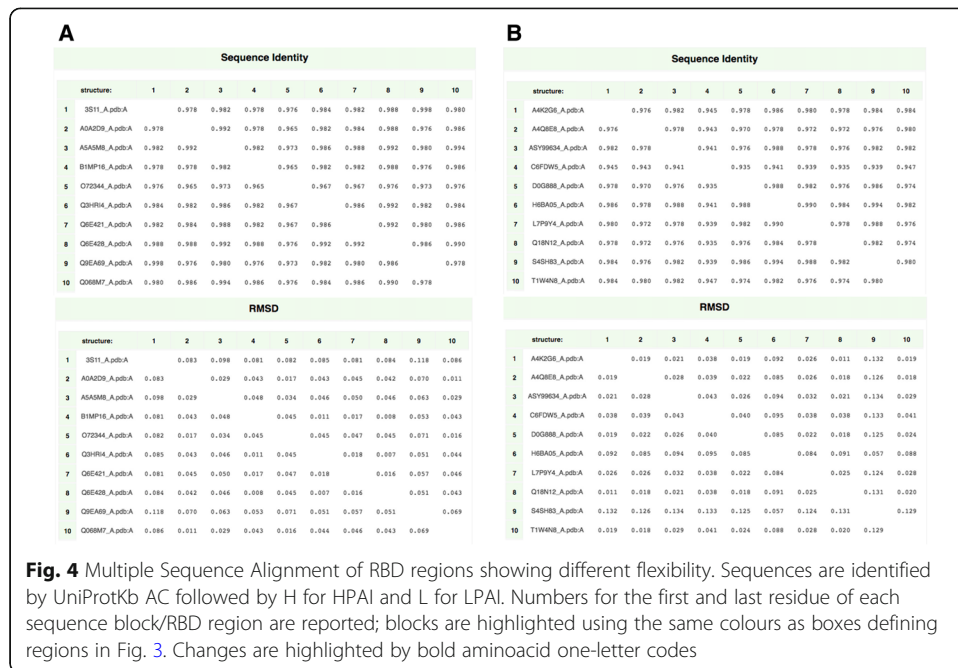 A
Sequence Identity
structure: 1 2 3 4 5 6 7 8 9 10
1 3S11_A.pdb:A 0.978 0.982 0.978 0.976 0.984 0.982 0.988 0.998 0.980
2 A0A2D9_A.pdb:A 0.978 0.992 0.978 0.965 0.982 0.984 0.988 0.976 0.986
3 A5A5M8_A.pdb:A 0.982 0.992 0.982 0.973 0.986 0.988 0.992 0.980 0.994
4 B1MP16_A.pdb:A 0.978 0.978 0.982 0.965 0.982 0.982 0.988 0.976 0.986
5 O72344_A.pdb:A 0.976 0.965 0.973 0.965 0.967 0.967 0.976 0.973 0.976
6 Q3HRI4_A.pdb:A 0.984 0.982 0.986 0.982 0.967 0.986 0.992 0.982 0.984
7 Q6E421_A.pdb:A 0.982 0.984 0.988 0.982 0.967 0.986 0.992 0.980 0.986
8 Q6E428_A.pdb:A 0.988 0.988 0.992 0.988 0.976 0.992 0.992 0.986 0.990
9 Q9EA69_A.pdb:A 0.998 0.976 0.980 0.976 0.973 0.982 0.980 0.986 0.978
10 Q068M7_A.pdb:A 0.980 0.986 0.994 0.986 0.976 0.984 0.986 0.990 0.978
RMSD
structure: 1 2 3 4 5 6 7 8 9 10
1 3S11_A.pdb:A 0.083 0.098 0.081 0.082 0.085 0.081 0.084 0.118 0.086
2 A0A2D9_A.pdb:A 0.083 0.029 0.043 0.017 0.043 0.045 0.042 0.070 0.011
3 A5A5M8_A.pdb:A 0.098 0.029 0.048 0.034 0.046 0.050 0.046 0.063 0.029
4 B1MP16_A.pdb:A 0.081 0.043 0.048 0.045 0.011 0.017 0.008 0.053 0.043
5 O72344_A.pdb:A 0.082 0.017 0.034 0.045 0.045 0.047 0.045 0.071 0.016
6 Q3HRI4_A.pdb:A 0.085 0.043 0.046 0.011 0.045 0.018 0.007 0.051 0.044
7 Q6E421_A.pdb:A 0.081 0.045 0.050 0.017 0.047 0.018 0.016 0.057 0.046
8 Q6E428_A.pdb:A 0.084 0.042 0.046 0.008 0.045 0.007 0.016 0.051 0.043
9 Q9EA69_A.pdb:A 0.118 0.070 0.063 0.053 0.071 0.051 0.057 0.051 0.069
10 Q068M7_A.pdb:A 0.086 0.011 0.029 0.043 0.016 0.044 0.046 0.043 0.069
B
Sequence Identity
structure: 1 2 3 4 5 6 7 8 9 10
1 A4K2G6_A.pdb:A 0.976 0.982 0.945 0.978 0.986 0.980 0.978 0.984 0.984
2 A4Q8E8_A.pdb:A 0.976 0.978 0.943 0.970 0.978 0.972 0.972 0.976 0.980
3 ASY99634_A.pdb:A 0.982 0.978 0.941 0.976 0.988 0.978 0.976 0.982 0.982
4 C6FDW5_A.pdb:A 0.945 0.943 0.941 0.935 0.941 0.939 0.935 0.939 0.947
5 D0G888_A.pdb:A 0.978 0.970 0.976 0.935 0.988 0.982 0.976 0.986 0.974
6 H6BA05_A.pdb:A 0.986 0.978 0.988 0.941 0.988 0.990 0.984 0.994 0.982
7 L7P9Y4_A.pdb:A 0.980 0.972 0.978 0.939 0.982 0.990 0.978 0.988 0.976
8 Q18N12_A.pdb:A 0.978 0.972 0.976 0.935 0.976 0.984 0.978 0.982 0.974
9 S4SH83_A.pdb:A 0.984 0.976 0.982 0.939 0.986 0.994 0.988 0.982 0.980
10 T1W4N8_A.pdb:A 0.984 0.980 0.982 0.947 0.974 0.982 0.976 0.974 0.980
RMSD
structure: 1 2 3 4 5 6 7 8 9 10
1 A4K2G6_A.pdb:A 0.019 0.021 0.038 0.019 0.092 0.026 0.011 0.132 0.019
2 A4Q8E8_A.pdb:A 0.019 0.028 0.039 0.022 0.085 0.026 0.018 0.126 0.018
3 ASY99634_A.pdb:A 0.021 0.028 0.043 0.026 0.094 0.032 0.021 0.134 0.029
4 C6FDW5_A.pdb:A 0.038 0.039 0.043 0.040 0.095 0.038 0.038 0.133 0.041
5 D0G888_A.pdb:A 0.019 0.022 0.026 0.040 0.085 0.022 0.018 0.125 0.024
6 H6BA05_A.pdb:A 0.092 0.085 0.094 0.095 0.085 0.084 0.091 0.057 0.088
7 L7P9Y4_A.pdb:A 0.026 0.026 0.032 0.038 0.022 0.084 0.025 0.124 0.028
8 Q18N12_A.pdb:A 0.011 0.018 0.021 0.038 0.018 0.091 0.025 0.131 0.020
9 S4SH83_A.pdb:A 0.132 0.126 0.134 0.133 0.125 0.057 0.124 0.131 0.129
10 T1W4N8_A.pdb:A 0.019 0.018 0.029 0.041 0.024 0.088 0.028 0.020 0.129
Fig. 4 Multiple Sequence Alignment of RBD regions showing different flexibility. Sequences are identified
by UniProtKb AC followed by H for HPAI and L for LPAI. Numbers for the first and last residue of each
sequence block/RBD region are reported; blocks are highlighted using the same colours as boxes defining
regions in Fig. 3. Changes are highlighted by bold aminoacid one-letter codes